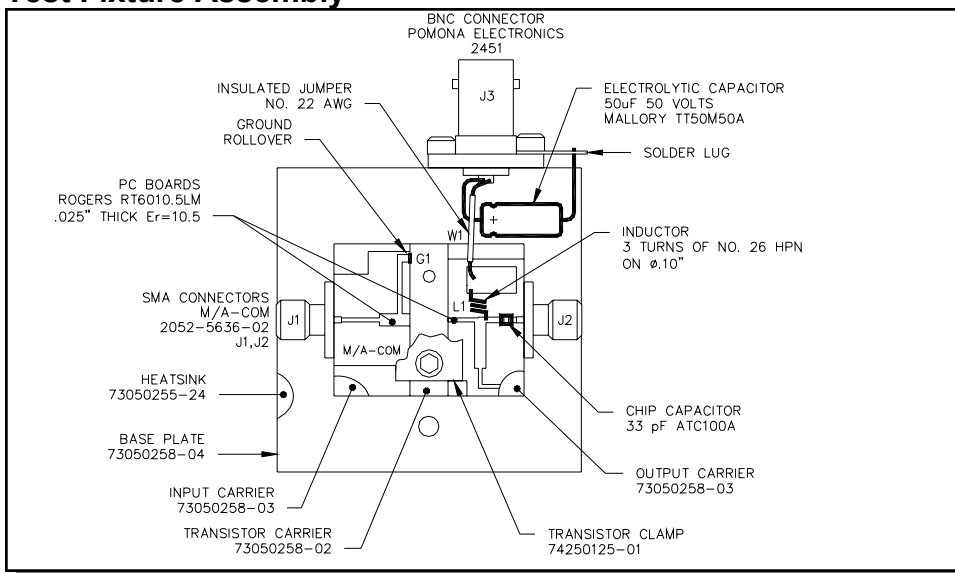 BNC CONNECTOR
POMONA ELECTRONICS
2451
J3
INSULATED JUMPER
NO. 22 AWG
GROUND
ROLLOVER
ELECTROLYTIC CAPACITOR
50uF 50 VOLTS
MALLORY TT50M50A
SOLDER LUG
PC BOARDS
ROGERS RT6010.5LM
.025" THICK Er=10.5
+
W1
G1
INDUCTOR
3 TURNS OF NO. 26 HPN
ON ø.10"
L1
SMA CONNECTORS
M/A-COM
2052-5636-02
J1,J2
J1
J2
M/A-COM
HEATSINK
73050255-24
CHIP CAPACITOR
33 pF ATC100A
BASE PLATE
73050258-04
OUTPUT CARRIER
73050258-03
INPUT CARRIER
73050258-03
TRANSISTOR CARRIER
73050258-02
TRANSISTOR CLAMP
74250125-01